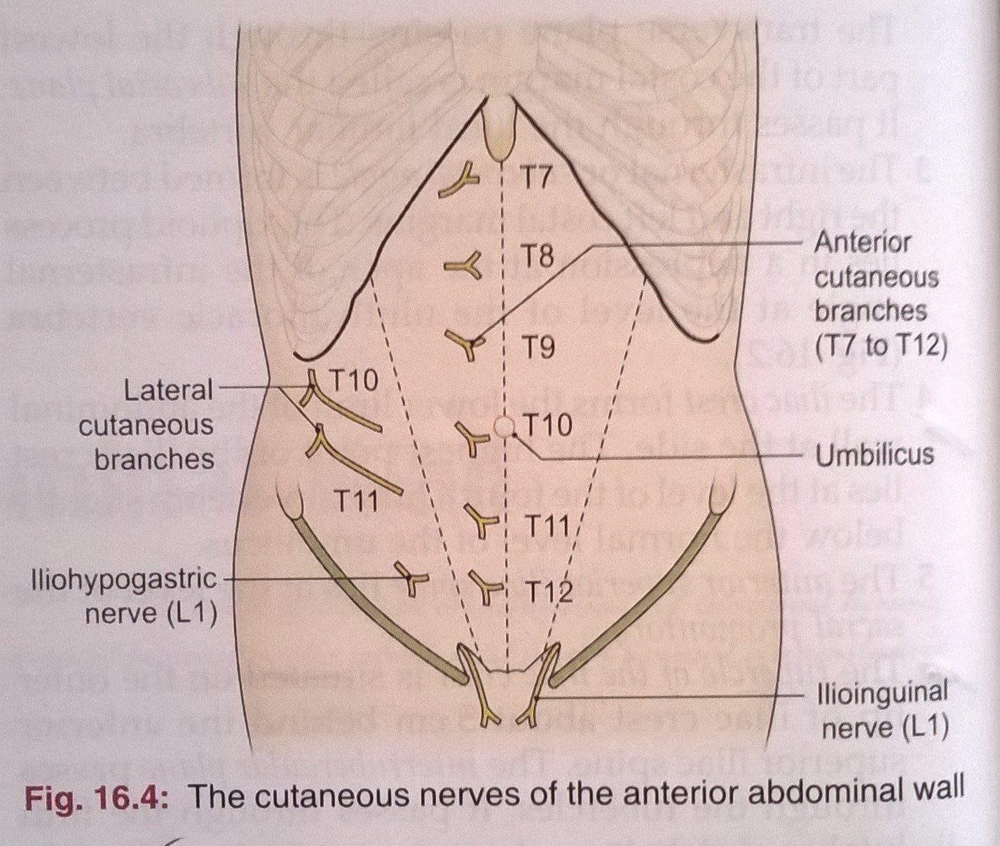 T7
T8
Anterior
cutaneous
branches
(T7 to T12)
T9
T10
Lateral
cutaneous
branches
T10
Umbilicus
T11
T11
Iliohypogastric
nerve (L1)
T12
Ilioinguinal
nerve (L1)
Fig. 16.4: The cutaneous nerves of the anterior abdominal wall